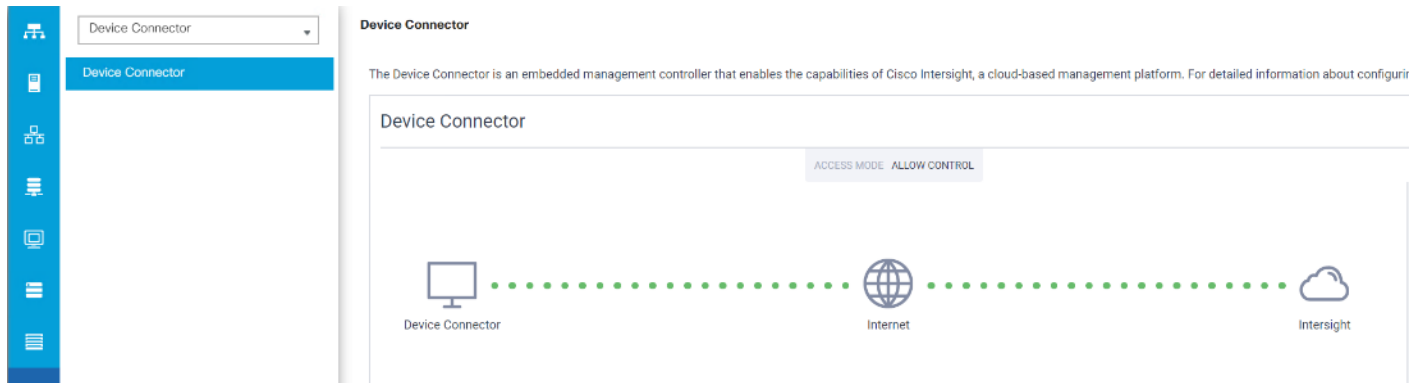 Device Connector
Device Connector
Device Connector
The Device Connector is an embedded management controller that enables the capabilities of Cisco Intersight, a cloud-based management platform. For detailed information about
Device Connector
ACCESS MODE ALLOW CONTROL
Device Connector
Internet
Intersight